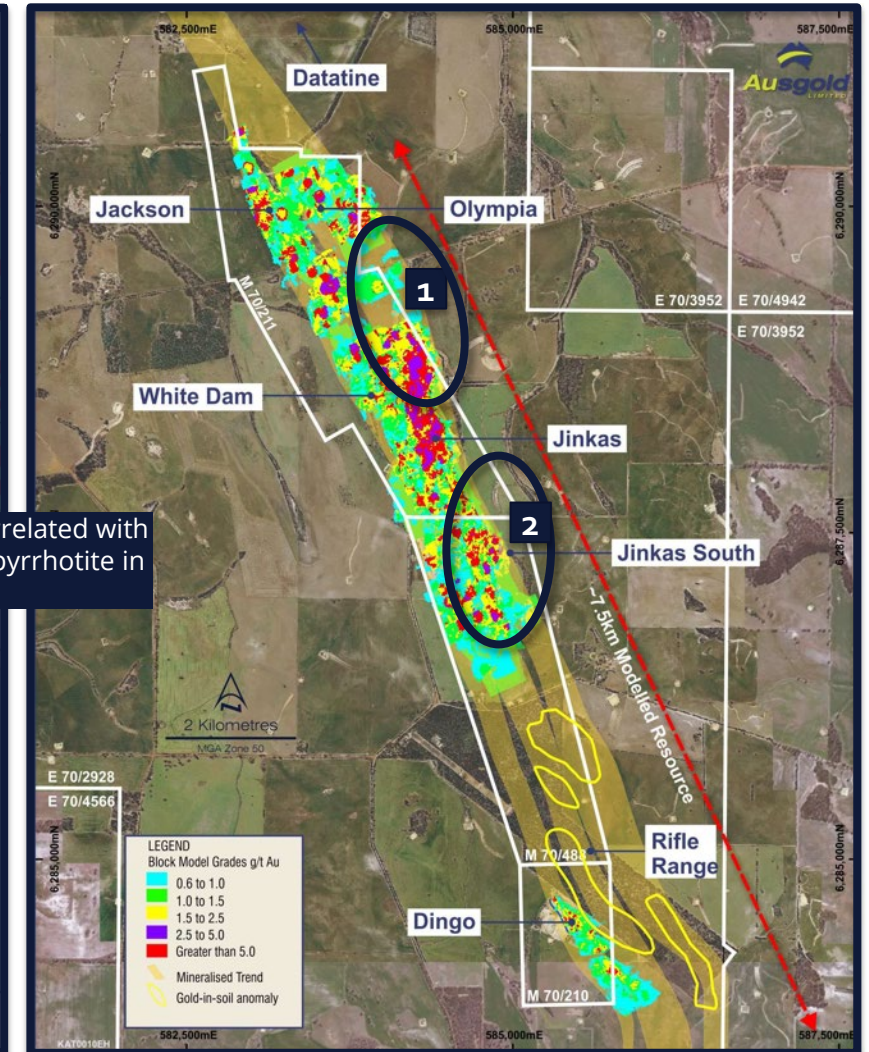 582,500mE
585,000mE
587,500mE
Ausgold
LIMITED
Datatine
6,290,000mN
6,290,000mN
Jackson
Olympia
M 70/211
1
E 70/3952
E 70/4942
E 70/3952
White Dam
Jinkas
related with
pyrrhotite in
2
Jinkas South
6,287,500mN
~7.5km Modelled Resource
2 Kilometres
MGA Zone 50
E 70/2928
E 70/4566
M 70/488
Rifle
Range
6,285,000mN
6,285,000mN
LEGEND
Block Model Grades g/t Au
0.6 to 1.0
1.0 to 1.5
1.5 to 2.5
2.5 to 5.0
Greater than 5.0
Mineralised Trend
Gold-in-soil anomaly
Dingo
M 70/210
KAT0010EH
582,500mE
585,000mE
587,500mE